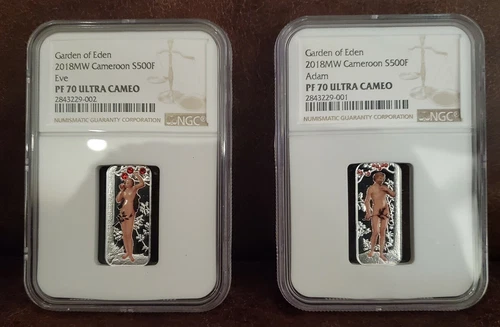 Garden of Eden
2018MW Cameroon S500F
Eve
PF 70 ULTRA CAMEO
2843229-002
NUMISMATIC GUARANTY CORPORATION
NGC
Garden of Eden
2018MW Cameroon S500F
Adam
PF 70 ULTRA CAMEO
2843229-001
NUMISMATIC GUARANTY CORPORATION
NGC